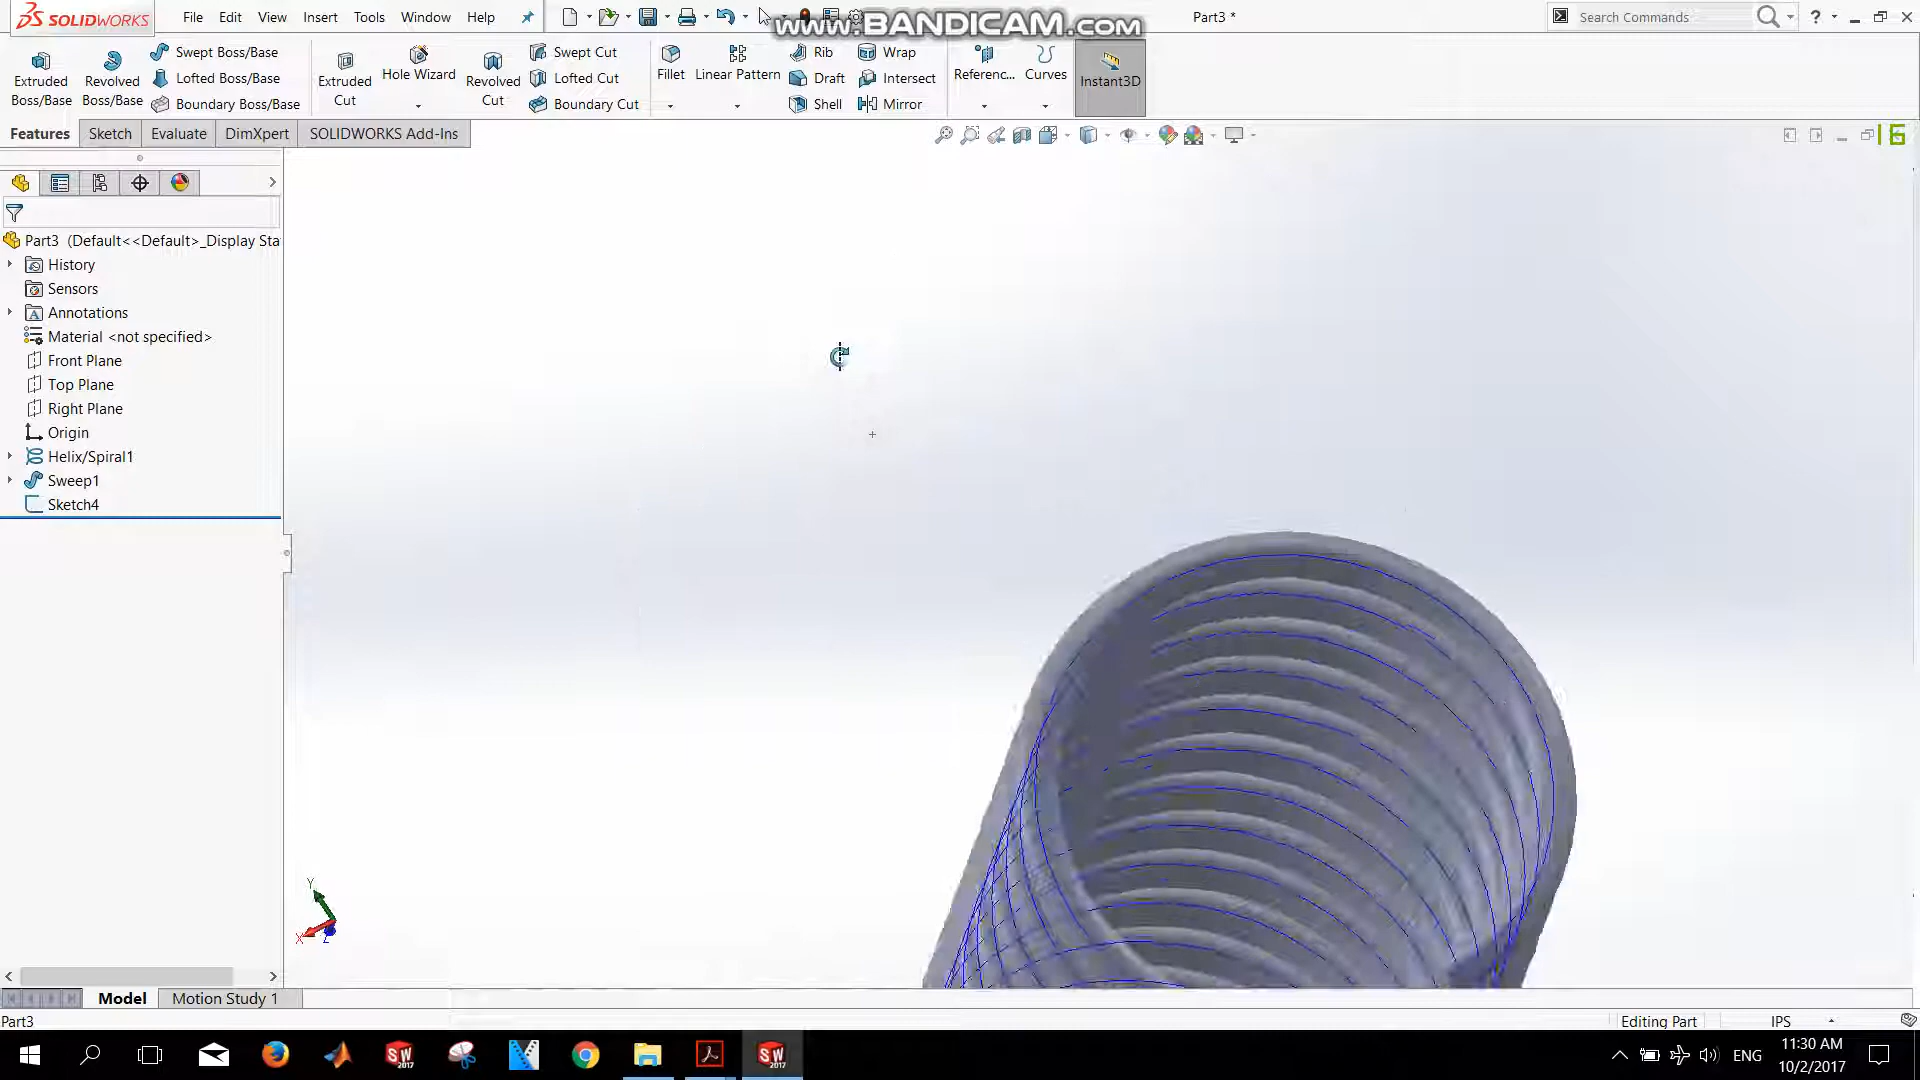 SOLIDWORKS File Edit View Insert Tools Window Help Part3 * Search Commands ?
www.BANDICAM.com
Extruded Boss/Base
Revolved Boss/Base
Swept Boss/Base
Lofted Boss/Base
Boundary Boss/Base
Extruded Cut
Hole Wizard
Revolved Cut
Swept Cut
Lofted Cut
Boundary Cut
Fillet
Linear Pattern
Rib
Draft
Shell
Wrap
Intersect
Mirror
Referenc...
Curves
Instant3D
Features Sketch Evaluate DimXpert SOLIDWORKS Add-Ins
Part3 (Default<<Default>_Display Sta
History
Sensors
Annotations
Material <not specified>
Front Plane
Top Plane
Right Plane
Origin
Helix/Spiral1
Sweep1
Sketch4
Y
X
Z
Model Motion Study 1
Part3 Editing Part IPS
ENG 11:30 AM
10/2/2017